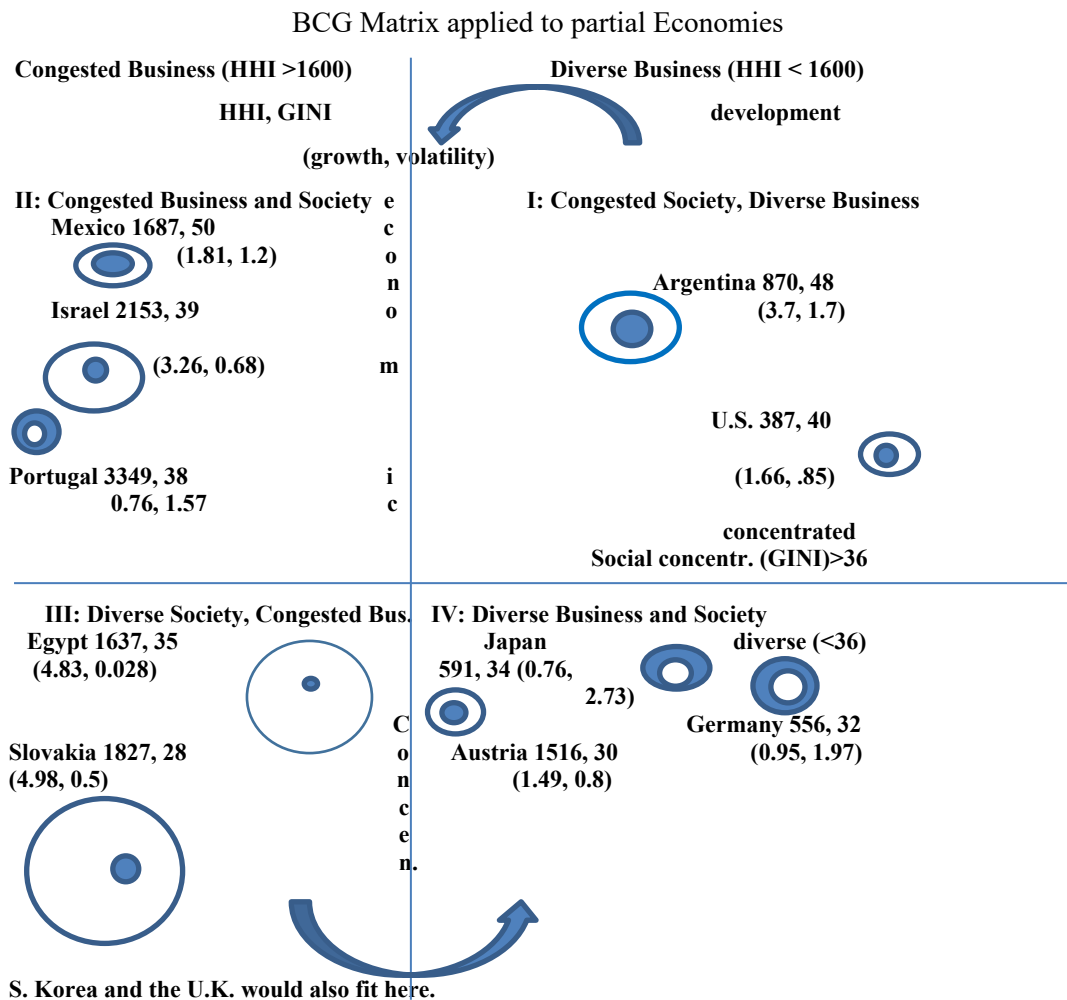 BCG Matrix applied to partial Economies
Congested Business (HHI >1600)
Diverse Business (HHI < 1600)
HHI, GINI
development
(growth, volatility)
II: Congested Business and Society
I: Congested Society, Diverse Business
Mexico 1687, 50
(1.81, 1.2)
Israel 2153, 39
(3.26, 0.68)
Portugal 3349, 38
0.76, 1.57
e
c
o
n
o
m
i
c
Argentina 870, 48
(3.7, 1.7)
U.S. 387, 40
(1.66, .85)
concentrated
Social concentr. (GINI)>36
III: Diverse Society, Congested Bus.
Egypt 1637, 35
(4.83, 0.028)
Slovakia 1827, 28
(4.98, 0.5)
C
o
n
c
e
n.
IV: Diverse Business and Society
Japan
591, 34 (0.76,
2.73)
diverse (<36)
Germany 556, 32
(0.95, 1.97)
Austria 1516, 30
(1.49, 0.8)
S. Korea and the U.K. would also fit here.